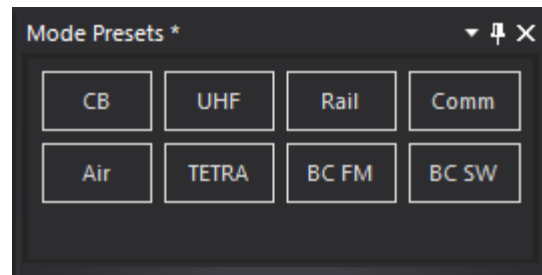 Mode Presets *
CB UHF Rail Comm
Air TETRA BC FM BC SW